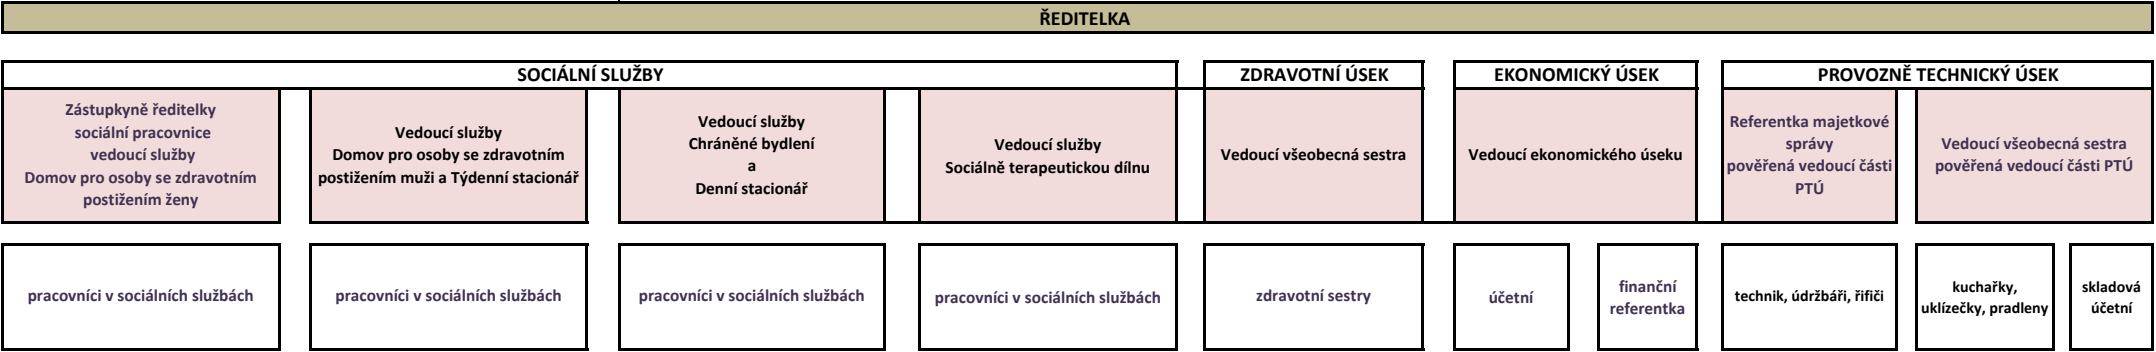 ŘEDITELKA
SOCIÁLNÍ SLUŽBY
ZDRAVOTNÍ ÚSEK
EKONOMICKÝ ÚSEK
PROVOZNĚ TECHNICKÝ ÚSEK
Zástupkyně ředitelky
sociální pracovnice
vedoucí služby
Domov pro osoby se zdravotním
postižením ženy
Vedoucí služby
Domov pro osoby se zdravotním
postižením muži a Týdenní stacionář
Vedoucí služby
Chráněné bydlení
a
Denní stacionář
Vedoucí služby
Sociálně terapeutickou dílnu
Vedoucí všeobecná sestra
Vedoucí ekonomického úseku
Referentka majetkové
správy
pověřená vedoucí části
PTÚ
Vedoucí všeobecná sestra
pověřená vedoucí části PTÚ
pracovníci v sociálních službách
pracovníci v sociálních službách
pracovníci v sociálních službách
pracovníci v sociálních službách
zdravotní sestry
účetní
finanční
referentka
technik, údržbáři, řifiči
kuchařky,
uklízečky, pradleny
skladová
účetní